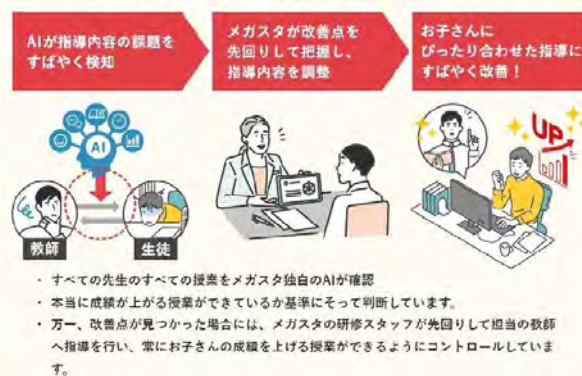 AIが指導内容の課題を
すばやく検知
メガスタが改善点を
先回りして把握し、
指導内容を調整
お子さんに
ぴったり合わせた指導に
すばやく改善！
AI
教師
生徒
UP
・ すべての先生のすべての授業をメガスタ独自のAIが確認
・ 本当に成績が上がる授業ができているか基準にそって判断しています。
・ 万一、改善点が見つかった場合には、メガスタの研修スタッフが先回りして担当の教師
へ指導を行い、常にお子さんの成績を上げる授業ができるようにコントロールしていま
す。